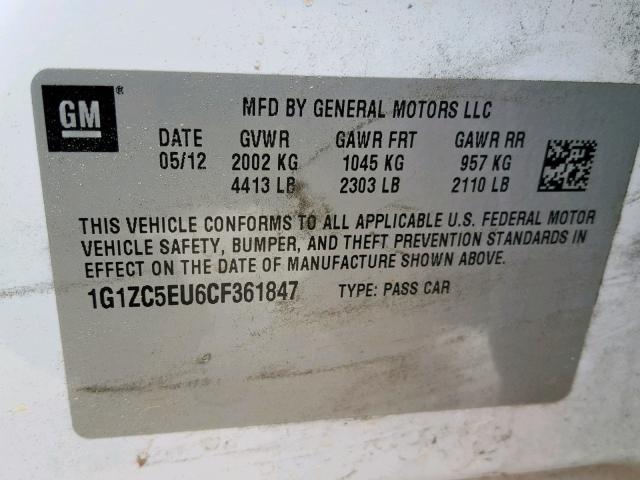 GM ®
MFD BY GENERAL MOTORS LLC
DATE GVWR GAWR FRT GAWR RR
05/12 2002 KG 1045 KG 957 KG
4413 LB 2303 LB 2110 LB
THIS VEHICLE CONFORMS TO ALL APPLICABLE U.S. FEDERAL MOTOR
VEHICLE SAFETY, BUMPER, AND THEFT PREVENTION STANDARDS IN
EFFECT ON THE DATE OF MANUFACTURE SHOWN ABOVE.
1G1ZC5EU6CF361847 TYPE: PASS CAR